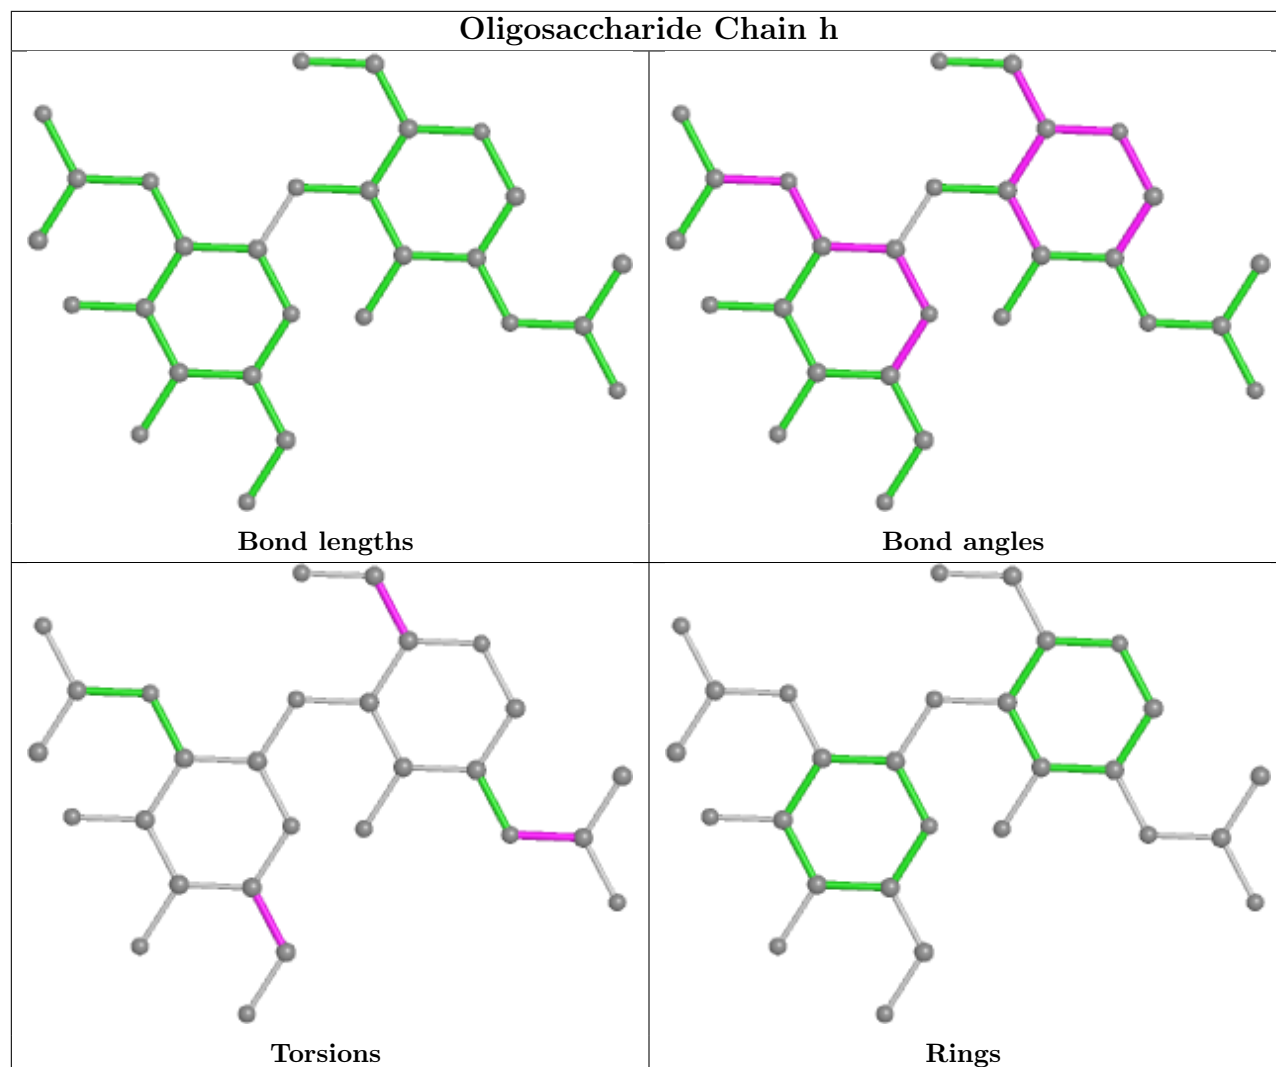 Oligosaccharide Chain h
Bond lengths
Bond angles
Torsions
Rings